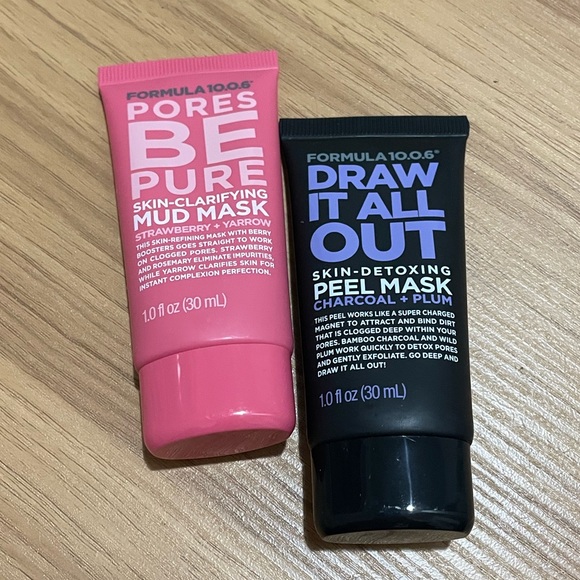 FORMULA 10.0.6®
PORES
BE
PURE
SKIN-CLARIFYING
MUD MASK
STRAWBERRY + YARROW
THIS SKIN-REFINING MASK WITH BERRY
BOOSTERS GOES STRAIGHT TO WORK
ON CLOGGED PORES. STRAWBERRY
AND ROSEMARY ELIMINATE IMPURITIES,
WHILE YARROW CLARIFIES SKIN FOR
INSTANT COMPLEXION PERFECTION.
1.0 fl oz (30 mL)
FORMULA 10.0.6®
DRAW
IT ALL
OUT
SKIN-DETOXING
PEEL MASK
CHARCOAL + PLUM
THIS PEEL WORKS LIKE A SUPER CHARGED
MAGNET TO ATTRACT AND BIND DIRT
THAT IS CLOGGED DEEP WITHIN YOUR
PORES. BAMBOO CHARCOAL AND WILD
PLUM WORK QUICKLY TO DETOX PORES
AND GENTLY EXFOLIATE. GO DEEP AND
DRAW IT ALL OUT!
1.0 fl oz (30 mL)